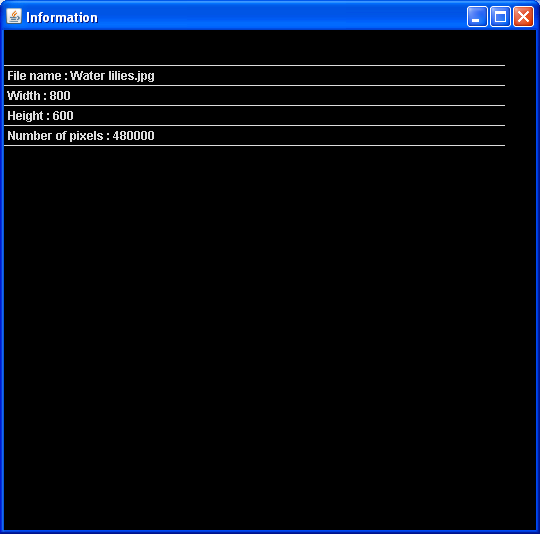 Information
File name : Water lilies.jpg
Width : 800
Height : 600
Number of pixels : 480000